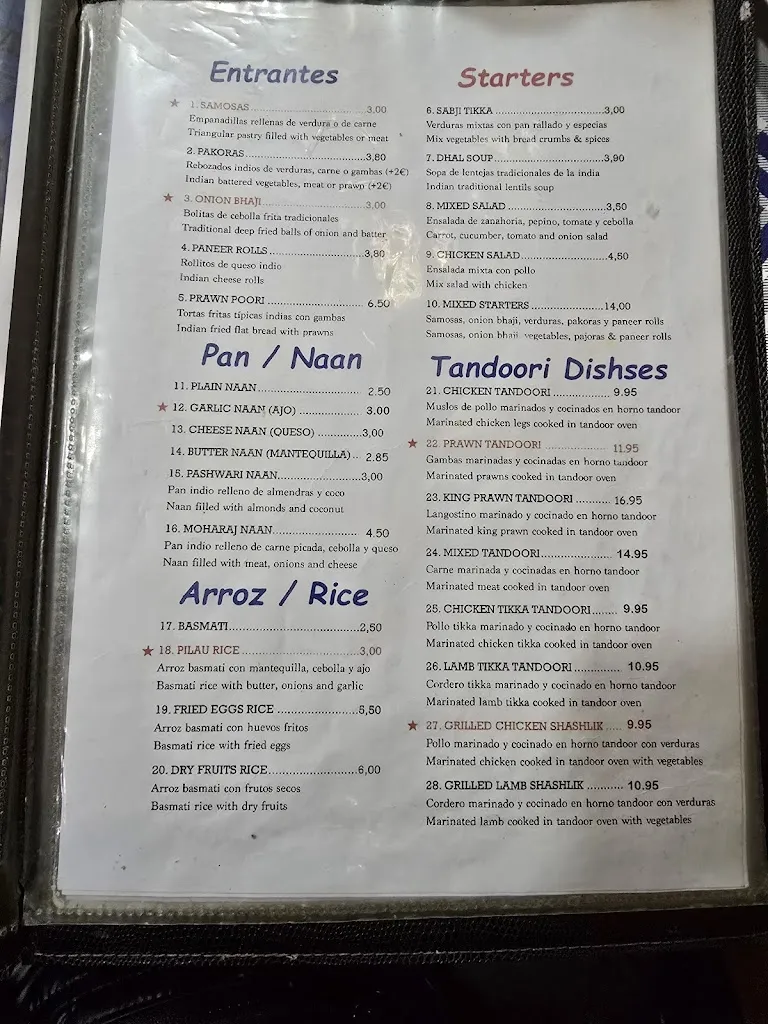 Entrantes
★ 1. SAMOSAS..............................3,00
Empanadillas rellenas de verdura o de carne
Triangular pastry filled with vegetables or meat
2. PAKORAS..............................3,80
Rebozados indios de verduras, carne o gambas (+2€)
Indian battered vegetables, meat or prawn (+2€)
★ 3. ONION BHAJI..........................3,00
Bolitas de cebolla frita tradicionales
Traditional deep fried balls of onion and batter
4. PANEER ROLLS..........................3,80
Rollitos de queso indio
Indian cheese rolls
5. PRAWN POORI .......................... 6.50
Tortas fritas típicas indias con gambas
Indian fried flat bread with prawns
Pan / Naan
11. PLAIN NAAN.......................... 2.50
★ 12. GARLIC NAAN (AJO) .................. 3.00
13. CHEESE NAAN (QUESO) ............3,00
14. BUTTER NAAN (MANTEQUILLA)... 2.85
15. PASHWARI NAAN......................3,00
Pan indio relleno de almendras y coco
Naan filled with almonds and coconut
16. MOHARAJ NAAN...................... 4.50
Pan indio relleno de carne picada, cebolla y queso
Naan filled with meat, onions and cheese
Arroz / Rice
17. BASMATI..................................2,50
★ 18. PILAU RICE ..............................3,00
Arroz basmati con mantequilla, cebolla y ajo
Basmati rice with butter, onions and garlic
19. FRIED EGGS RICE ......................5,50
Arroz basmati con huevos fritos
Basmati rice with fried eggs
20. DRY FRUITS RICE......................6,00
Arroz basmati con frutos secos
Basmati rice with dry fruits
Starters
6. SABJI TIKKA ............................3,00
Verduras mixtas con pan rallado y especias
Mix vegetables with bread crumbs & spices
7. DHAL SOUP............................3,90
Sopa de lentejas tradicionales de la india
Indian traditional lentils soup
8. MIXED SALAD ..........................3,50
Ensalada de zanahoria, pepino, tomate y cebolla
Carrot, cucumber, tomato and onion salad
9. CHICKEN SALAD......................4,50
Ensalada mixta con pollo
Mix salad with chicken
10. MIXED STARTERS ..................14,00
Samosas, onion bhaji, verduras, pakoras y paneer rolls
Samosas, onion bhaji, vegetables, pajoras & paneer rolls
Tandoori Dishses
21. CHICKEN TANDOORI .............. 9.95
Muslos de pollo marinados y cocinados en horno tandoor
Marinated chicken legs cooked in tandoor oven
★ 22. PRAWN TANDOORI .................. 11.95
Gambas marinadas y cocinadas en horno tandoor
Marinated prawns cooked in tandoor oven
23. KING PRAWN TANDOORI .......... 16.95
Langostino marinado y cocinado en horno tandoor
Marinated king prawn cooked in tandoor oven
24. MIXED TANDOORI.................. 14.95
Carne marinada y cocinadas en horno tandoor
Marinated meat cooked in tandoor oven
25. CHICKEN TIKKA TANDOORI....... 9.95
Pollo tikka marinado y cocinado en horno tandoor
Marinated chicken tikka cooked in tandoor oven
26. LAMB TIKKA TANDOORI............. 10.95
Cordero tikka marinado y cocinado en horno tandoor
Marinated lamb tikka cooked in tandoor oven
★ 27. GRILLED CHICKEN SHASHLIK ..... 9.95
Pollo marinado y cocinado en horno tandoor con verduras
Marinated chicken cooked in tandoor oven with vegetables
28. GRILLED LAMB SHASHLIK .......... 10.95
Cordero marinado y cocinado en horno tandoor con verduras
Marinated lamb cooked in tandoor oven with vegetables